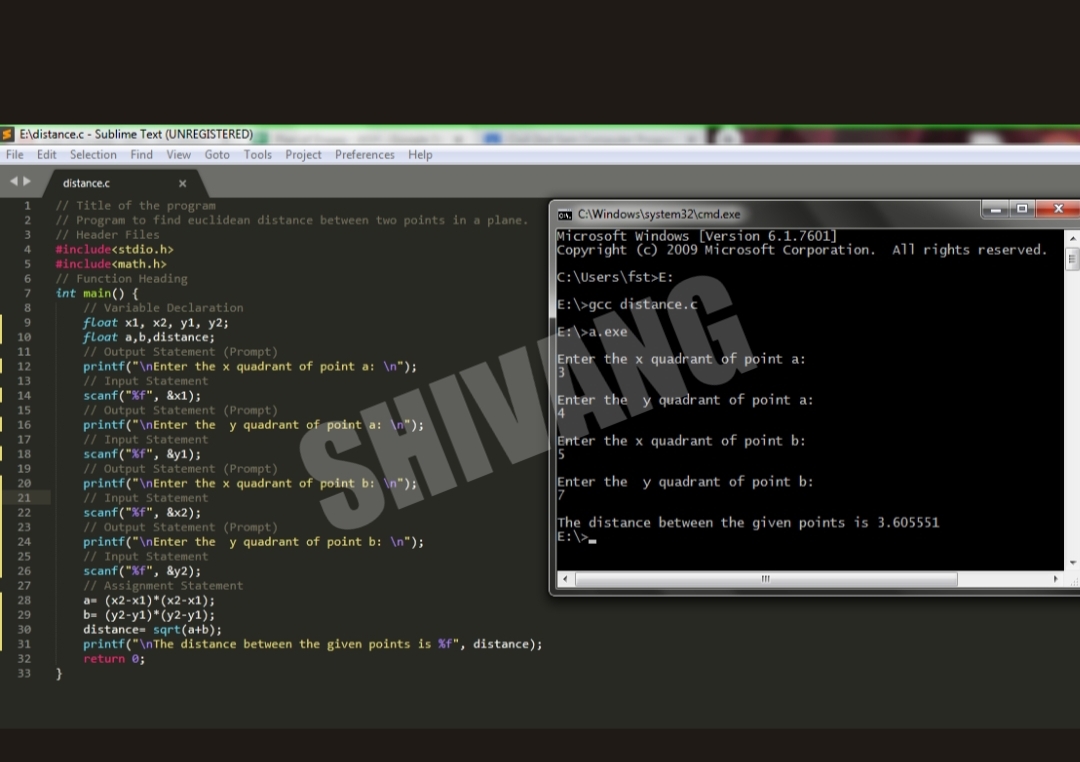 E:\distance.c - Sublime Text (UNREGISTERED)
File Edit Selection Find View Goto Tools Project Preferences Help
distance.c
1 // Title of the program
2 // Program to find euclidean distance between two points in a plane.
3 // Header Files
4 #include<stdio.h>
5 #include<math.h>
6 // Function Heading
7 int main() {
8 // Variable Declaration
9 float x1, x2, y1, y2;
10 float a,b,distance;
11 // Output Statement (Prompt)
12 printf("\nEnter the x quadrant of point a: \n");
13 // Input Statement
14 scanf("%f", &x1);
15 // Output Statement (Prompt)
16 printf("\nEnter the  y quadrant of point a: \n");
17 // Input Statement
18 scanf("%f", &y1);
19 // Output Statement (Prompt)
20 printf("\nEnter the x quadrant of point b: \n");
21 // Input Statement
22 scanf("%f", &x2);
23 // Output Statement (Prompt)
24 printf("\nEnter the  y quadrant of point b: \n");
25 // Input Statement
26 scanf("%f", &y2);
27 // Assignment Statement
28 a= (x2-x1)*(x2-x1);
29 b= (y2-y1)*(y2-y1);
30 distance= sqrt(a+b);
31 printf("\nThe distance between the given points is %f", distance);
32 return 0;
33 }
C:\Windows\system32\cmd.exe
Microsoft Windows [Version 6.1.7601]
Copyright (c) 2009 Microsoft Corporation.  All rights reserved.
C:\Users\fst>E:
E:\>gcc distance.c
E:\>a.exe
Enter the x quadrant of point a:
3
Enter the  y quadrant of point a:
4
Enter the x quadrant of point b:
5
Enter the  y quadrant of point b:
7
The distance between the given points is 3.605551
E:\>_
SHIVANG